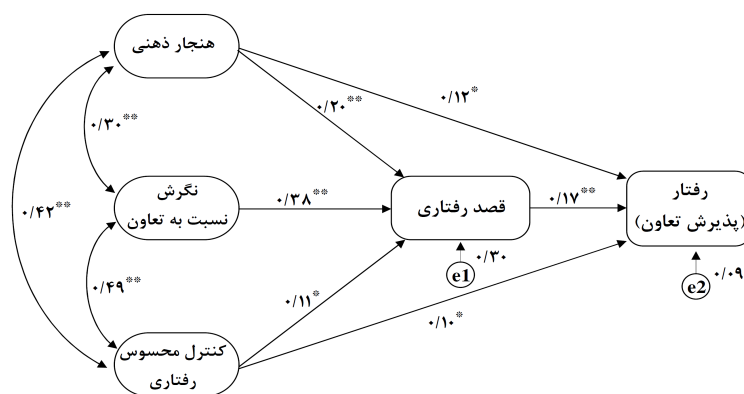 هنجار ذهنی
۰/۱۲*
۰/۲۰**
۰/۳۰**
نگرش
نسبت به تعاون
۰/۳۸**
قصد رفتاری
۰/۱۷**
رفتار
(پذیرش تعاون)
۰/۴۲**
۰/۳۰
e1
۰/۰۹
e2
۰/۴۹**
۰/۱۱*
۰/۱۰*
کنترل محسوس
رفتاری